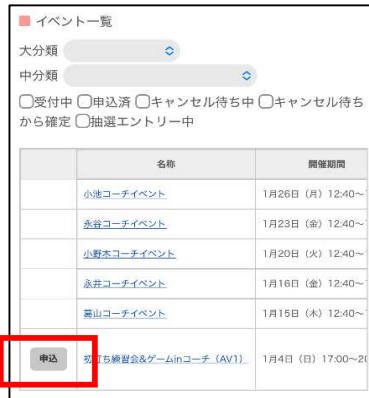 イベント一覧
大分類
中分類
受付中 申込済 キャンセル待ち中 キャンセル待ち
から確定 抽選エントリー中
名称 開催期間
小池コーチイベント 1月26日（月）12:40〜
永谷コーチイベント 1月23日（金）12:40〜
小野木コーチイベント 1月20日（火）12:40〜
永井コーチイベント 1月16日（金）12:40〜
葛山コーチイベント 1月15日（木）12:40〜
申込 初打ち練習会&ゲームinコーチ（AV1） 1月4日（日）17:00〜20